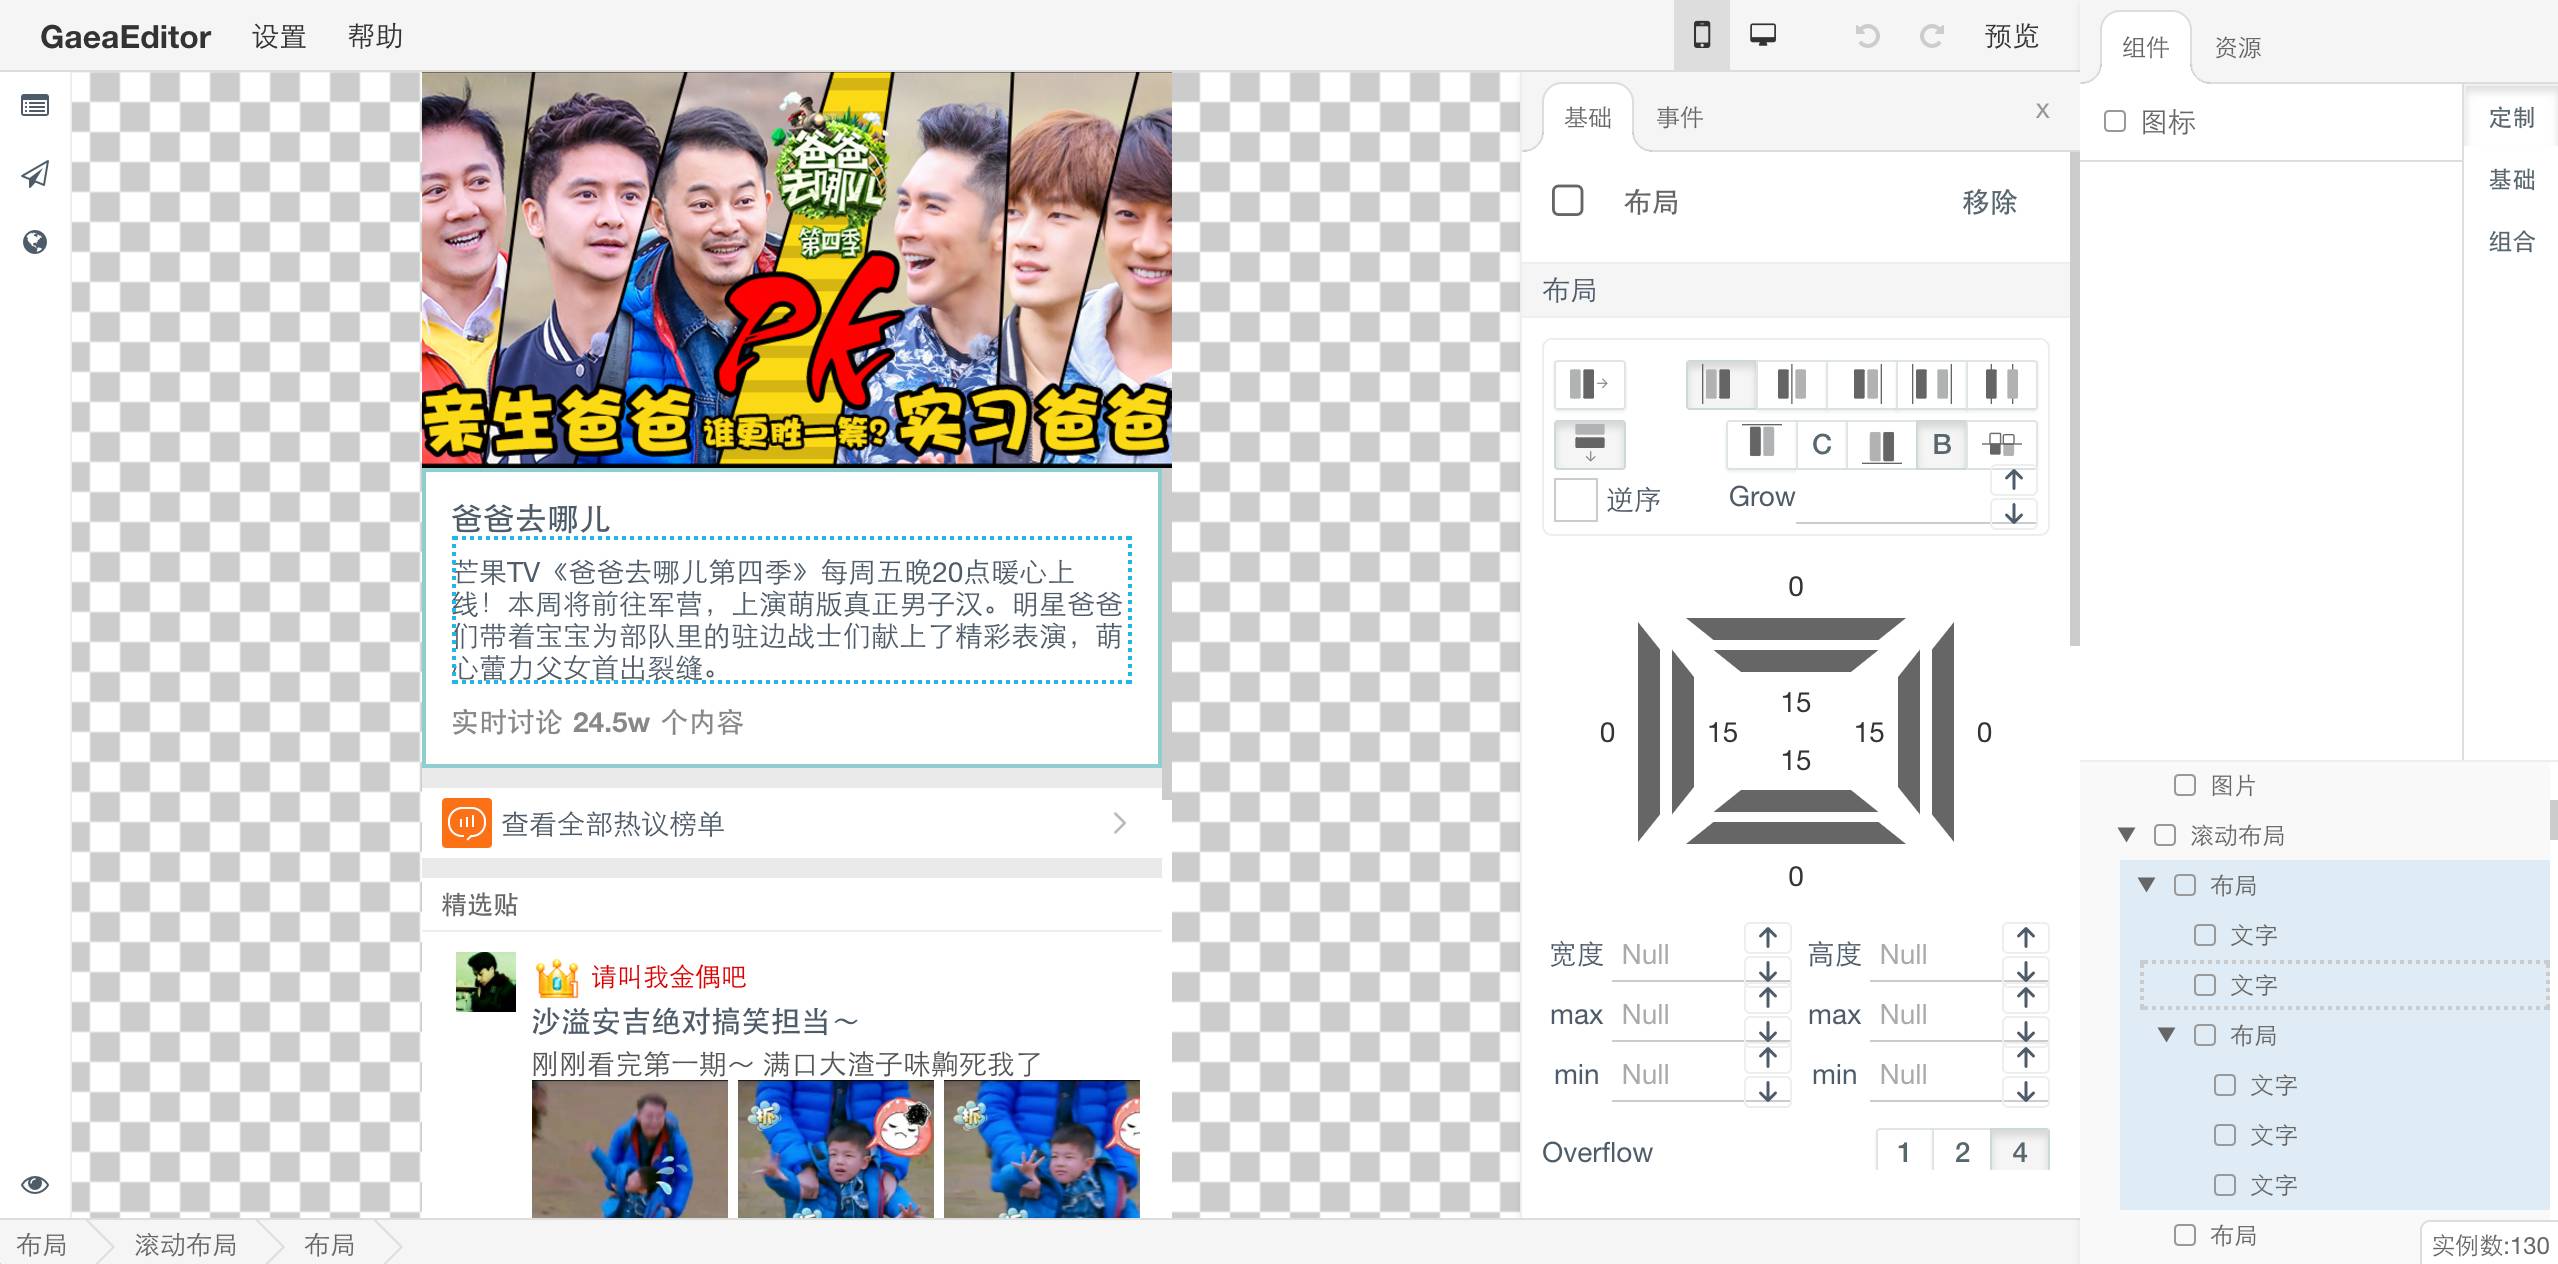 GaeaEditor 设置 帮助 预览
组件 资源
图标
定制
基础
组合
爸爸去哪儿
第四季
PK
亲生爸爸 谁更胜一筹? 实习爸爸
爸爸去哪儿
芒果TV《爸爸去哪儿第四季》每周五晚20点暖心上
线！本周将前往军营，上演萌版真正男子汉。明星爸爸
们带着宝宝为部队里的驻边战士们献上了精彩表演，萌
心蕾力父女首出裂缝。
实时讨论 24.5w 个内容
查看全部热议榜单
精选贴
请叫我金偶吧
沙溢安吉绝对搞笑担当～
刚刚看完第一期～ 满口大渣子味齁死我了
折
折
基础 事件 x
布局 移除
布局
C B
逆序 Grow
0
15
0 15 15 0
15
0
宽度 Null 高度 Null
max Null max Null
min Null min Null
Overflow 1 2 4
图片
滚动布局
布局
文字
文字
布局
文字
文字
文字
布局
实例数:130
布局 滚动布局 布局